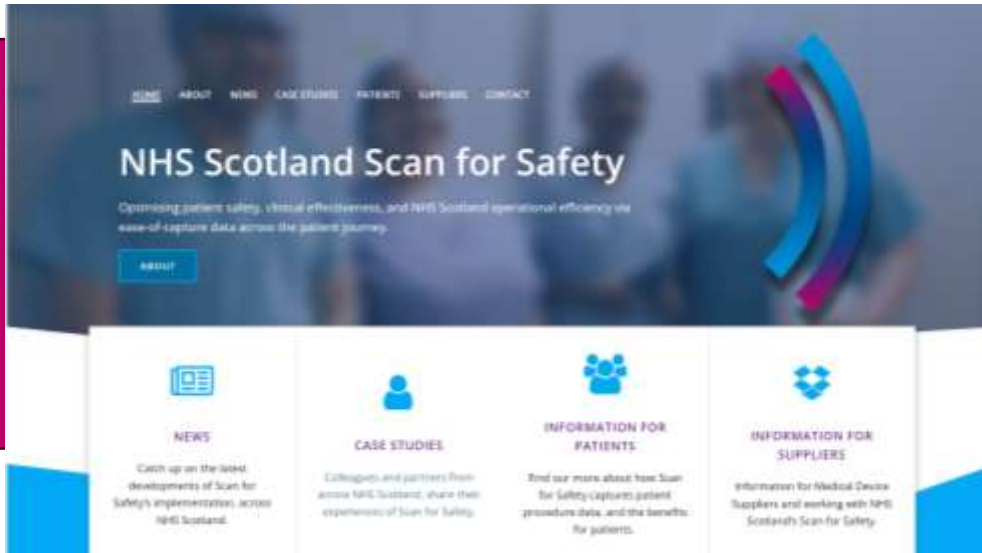 HOME ABOUT NEWS CASE STUDIES PATIENTS SUPPLIERS CONTACT
NHS Scotland Scan for Safety
Optimising patient safety, clinical effectiveness, and NHS Scotland operational efficiency via
ease-of-capture data across the patient journey.
ABOUT
NEWS
Catch up on the latest
developments of Scan for
Safety's implementation, across
NHS Scotland.
CASE STUDIES
Colleagues and partners from
across NHS Scotland, share their
experiences of Scan for Safety.
INFORMATION FOR
PATIENTS
Find our more about how Scan
for Safety captures patient
procedure data, and the benefits
for patients.
INFORMATION FOR
SUPPLIERS
Information for Medical Device
Suppliers and working with NHS
Scotland's Scan for Safety.